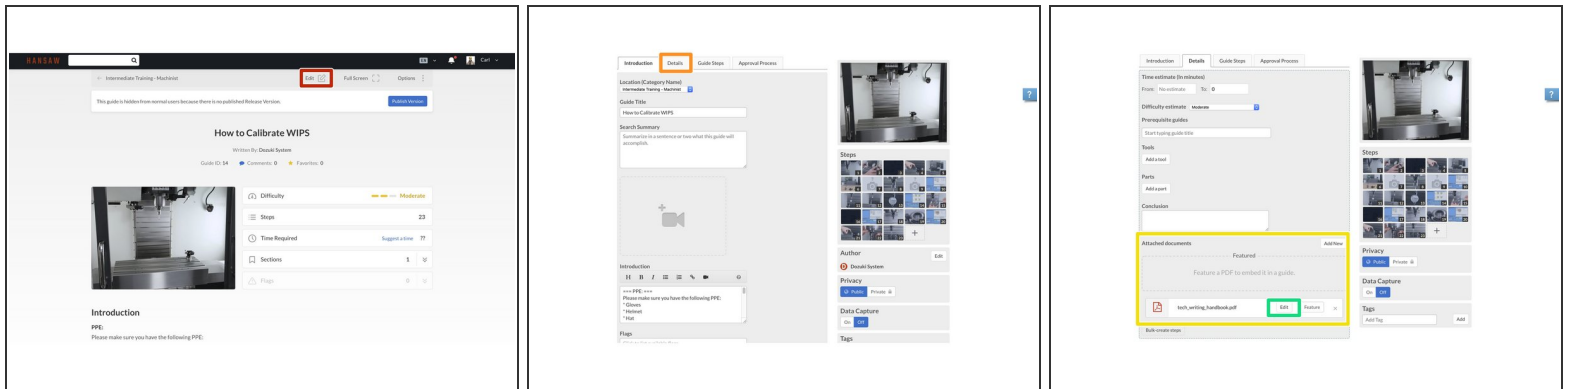 HANSAW
EN
Carl
← Intermediate Training - Machinist
Edit
Full Screen
Options
This guide is hidden from normal users because there is no published Release Version.
Publish Version
How to Calibrate WIPS
Written By: Dozuki System
Guide ID: 14 Comments: 0 Favorites: 0
Difficulty
Moderate
Steps
23
Time Required
Suggest a time ??
Sections
1
Flags
0
Introduction
PPE:
Please make sure you have the following PPE:
Introduction
Details
Guide Steps
Approval Process
Location (Category Name)
Intermediate Training - Machinist
Guide Title
How to Calibrate WIPS
Search Summary
Summarize in a sentence or two what this guide will
accomplish.
Introduction
H B I
=== PPE: ===
Please make sure you have the following PPE:
* Gloves
* Helmet
* Hat
Flags
Steps
+
Author
Edit
Dozuki System
Privacy
Public Private
Data Capture
On Off
Tags
?
Introduction
Details
Guide Steps
Approval Process
Time estimate (in minutes)
From: No estimate To: 0
Difficulty estimate Moderate
Prerequisite guides
Start typing guide title
Tools
Add a tool
Parts
Add a part
Conclusion
Attached documents
Add New
Featured
Feature a PDF to embed it in a guide.
tech_writing_handbook.pdf
Edit
Feature
×
Bulk-create steps
Steps
+
Privacy
Public Private
Data Capture
On Off
Tags
Add Tag
Add
?